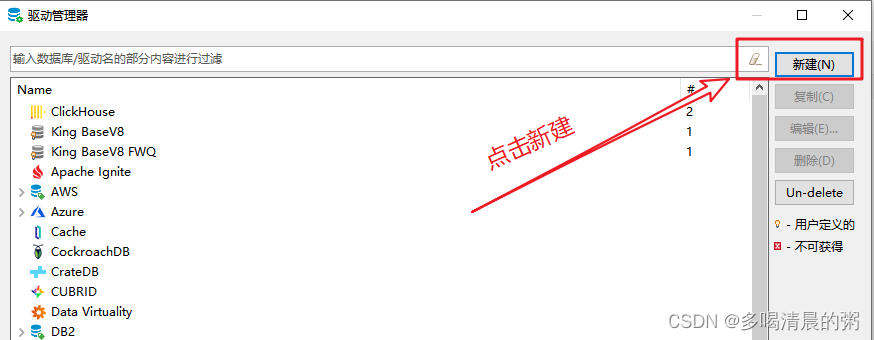 驱动管理器
输入数据库/驱动名的部分内容进行过滤
新建(N)
Name #
ClickHouse 2
复制(C)
King BaseV8 1
编辑(E)...
King BaseV8 FWQ 1
点击新建
删除(D)
Apache Ignite
AWS
Un-delete
Azure
- 用户定义的
Cache
- 不可获得
CockroachDB
CrateDB
CUBRID
Data Virtuality
DB2
CSDN @多喝清晨的粥